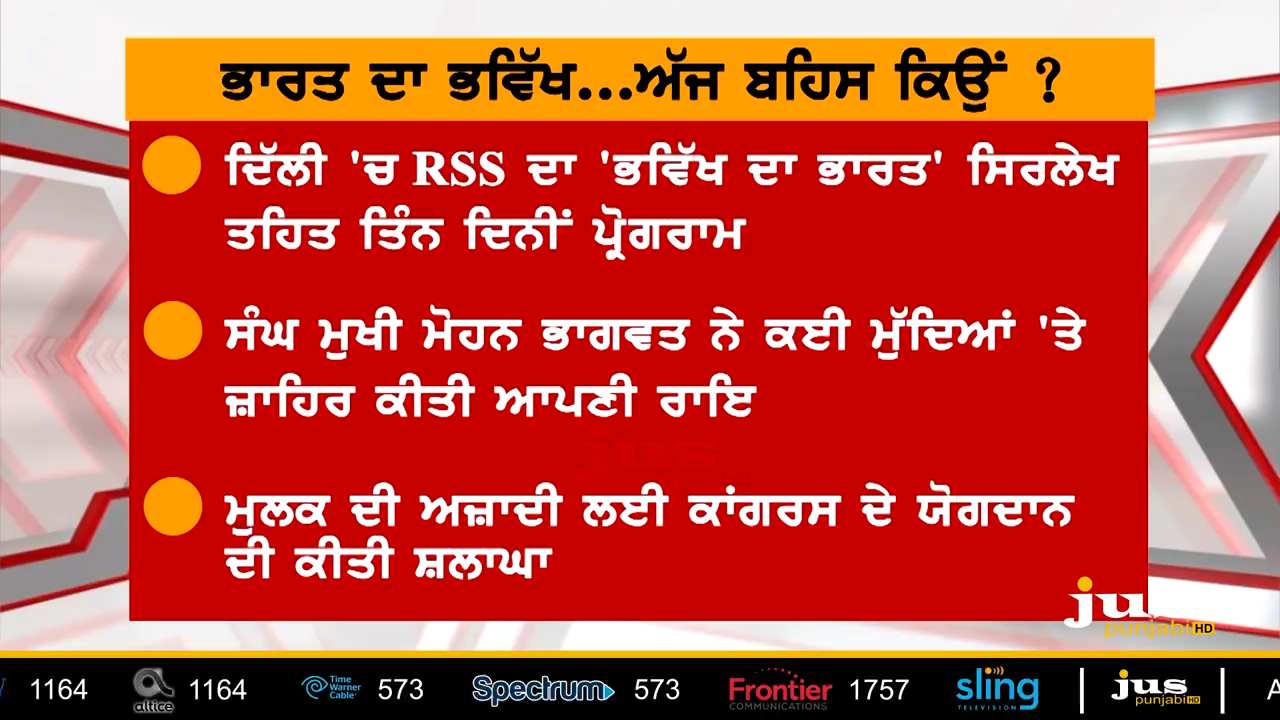 ਭਾਰਤ ਦਾ ਭਵਿੱਖ...ਅੱਜ ਬਹਿਸ ਕਿਉਂ ?
ਦਿੱਲੀ 'ਚ RSS ਦਾ 'ਭਵਿੱਖ ਦਾ ਭਾਰਤ' ਸਿਰਲੇਖ
ਤਹਿਤ ਤਿੰਨ ਦਿਨੀਂ ਪ੍ਰੋਗਰਾਮ
ਸੰਘ ਮੁਖੀ ਮੋਹਨ ਭਾਗਵਤ ਨੇ ਕਈ ਮੁੱਦਿਆਂ 'ਤੇ
ਜ਼ਾਹਿਰ ਕੀਤੀ ਆਪਣੀ ਰਾਇ
ਮੁਲਕ ਦੀ ਅਜ਼ਾਦੀ ਲਈ ਕਾਂਗਰਸ ਦੇ ਯੋਗਦਾਨ
ਦੀ ਕੀਤੀ ਸ਼ਲਾਘਾ
jus
punjabi HD
1164 altice 1164 Time Warner Cable 573 Spectrum 573 Frontier COMMUNICATIONS 1757 sling TELEVISION jus punjabi HD